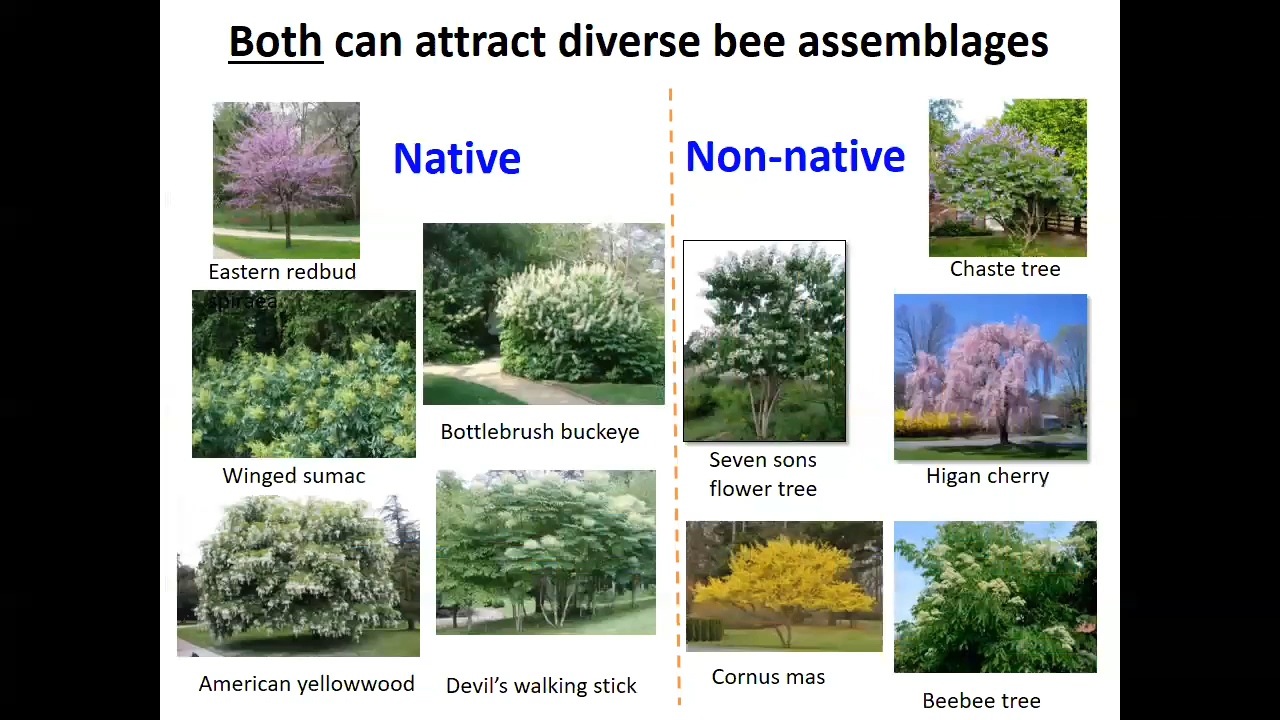 Both can attract diverse bee assemblages
Native
Non-native
Eastern redbud
spiraea
Chaste tree
Bottlebrush buckeye
Winged sumac
Seven sons
flower tree
Higan cherry
American yellowwood
Devil’s walking stick
Cornus mas
Beebee tree